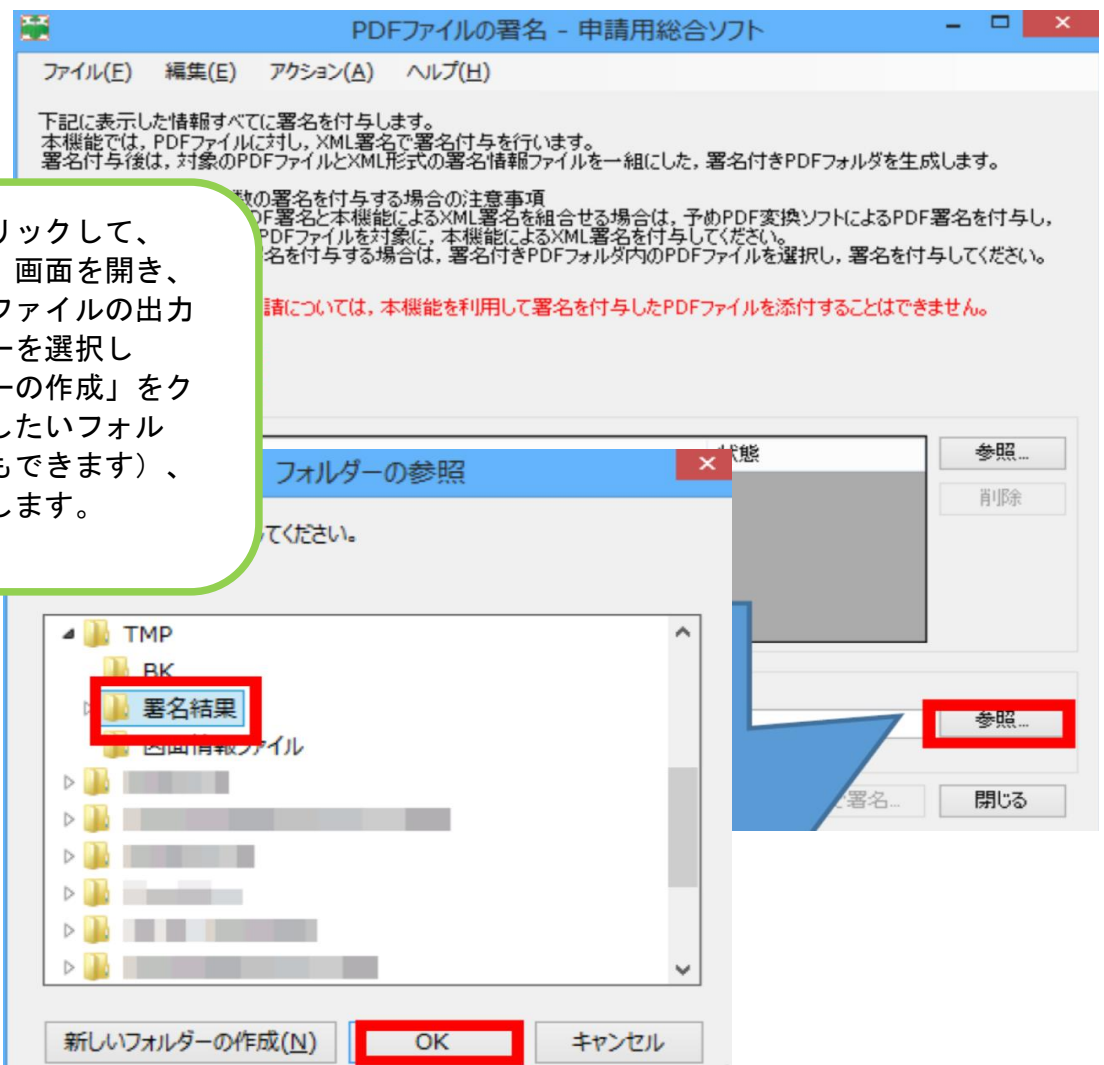 PDFファイルの署名 - 申請用総合ソフト
ファイル(F) 編集(E) アクション(A) ヘルプ(H)
下記に表示した情報すべてに署名を付与します。
本機能では，PDFファイルに対し，XML署名で署名付与を行います。
署名付与後は，対象のPDFファイルとXML形式の署名情報ファイルを一組にした，署名付きPDFフォルダを生成します。
数の署名を付与する場合の注意事項
DF署名と本機能によるXML署名を組合せる場合は，予めPDF変換ソフトによるPDF署名を付与し，
PDFファイルを対象に，本機能によるXML署名を付与してください。
名を付与する場合は，署名付きPDFフォルダ内のPDFファイルを選択し，署名を付与してください。
請については，本機能を利用して署名を付与したPDFファイルを添付することはできません。
リックして、
画面を開き、
ファイルの出力
ーを選択し
ーの作成」をク
したいフォル
もできます）、
します。
状態
参照...
削除
フォルダーの参照
てください。
TMP
BK
署名結果
図面情報ファイル
参照...
で署名...
閉じる
新しいフォルダーの作成(N)
OK
キャンセル